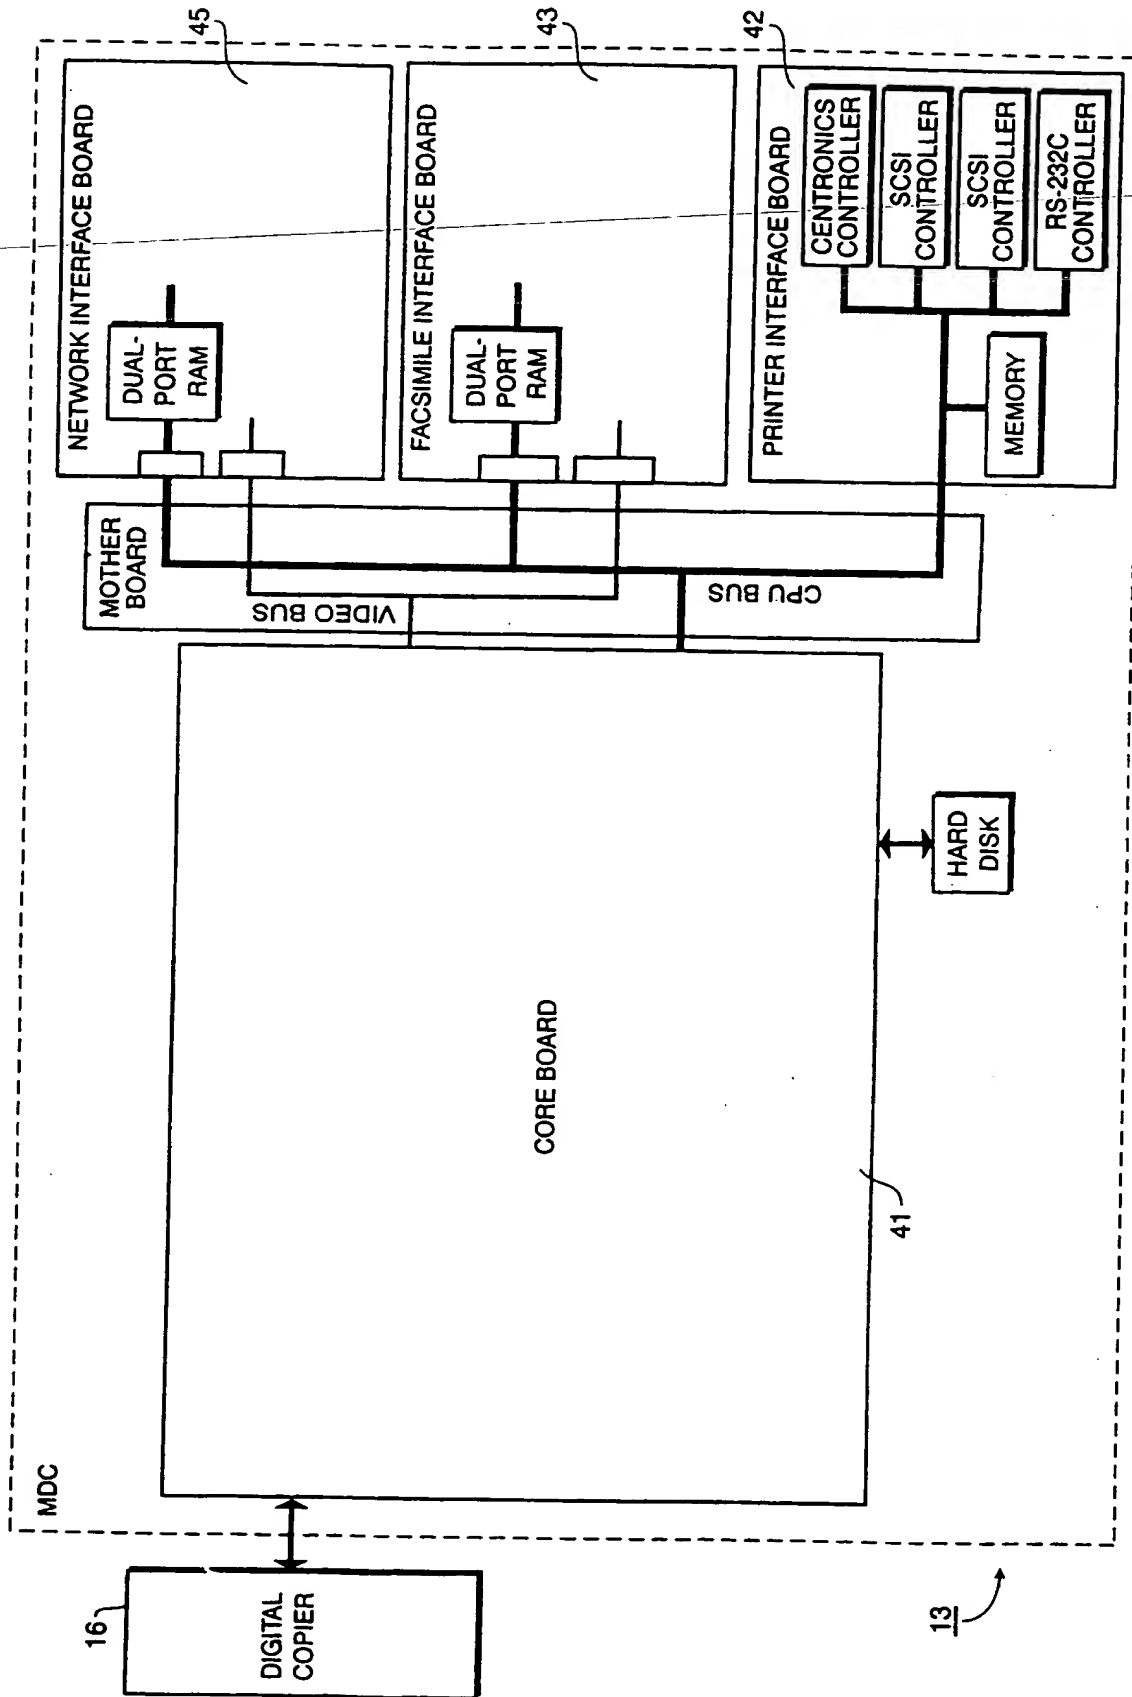 MDC
16
DIGITAL
COPIER
13
CORE BOARD
41
HARD
DISK
MOTHER
BOARD
VIDEO BUS
CPU BUS
NETWORK INTERFACE BOARD
45
DUAL-
PORT
RAM
FACSIMILE INTERFACE BOARD
43
DUAL-
PORT
RAM
PRINTER INTERFACE BOARD
42
CENTRONICS
CONTROLLER
SCSI
CONTROLLER
SCSI
CONTROLLER
RS-232C
CONTROLLER
MEMORY